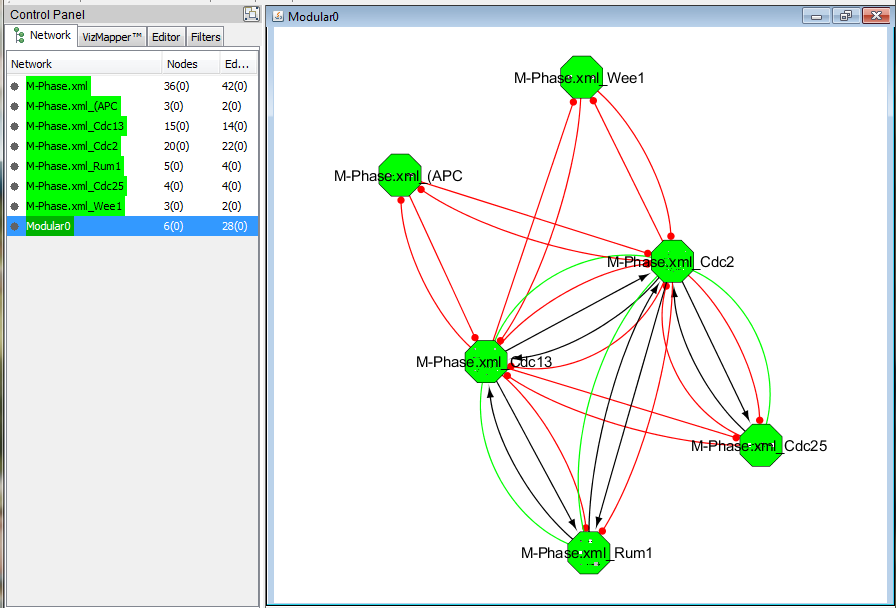 Control Panel
Network VizMapper™ Editor Filters
Network Nodes Ed...
M-Phase.xml 36(0) 42(0)
M-Phase.xml_(APC 3(0) 2(0)
M-Phase.xml_Cdc13 15(0) 14(0)
M-Phase.xml_Cdc2 20(0) 22(0)
M-Phase.xml_Rum1 5(0) 4(0)
M-Phase.xml_Cdc25 4(0) 4(0)
M-Phase.xml_Wee1 3(0) 2(0)
Modular0 6(0) 28(0)
Modular0
M-Phase.xml_Wee1
M-Phase.xml_(APC
M-Phase.xml_Cdc2
M-Phase.xml_Cdc13
M-Phase.xml_Cdc25
M-Phase.xml_Rum1